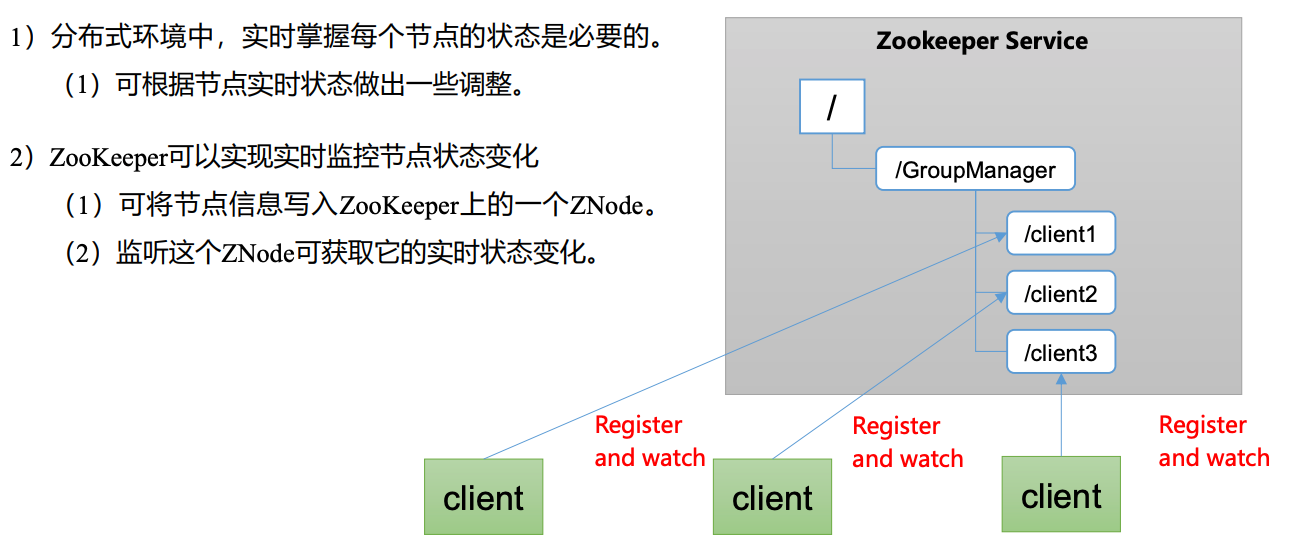 1）分布式环境中，实时掌握每个节点的状态是必要的。
（1）可根据节点实时状态做出一些调整。
2）ZooKeeper可以实现实时监控节点状态变化
（1）可将节点信息写入ZooKeeper上的一个ZNode。
（2）监听这个ZNode可获取它的实时状态变化。
Zookeeper Service
/
/GroupManager
/client1
/client2
/client3
Register
and watch
Register
and watch
Register
and watch
client
client
client